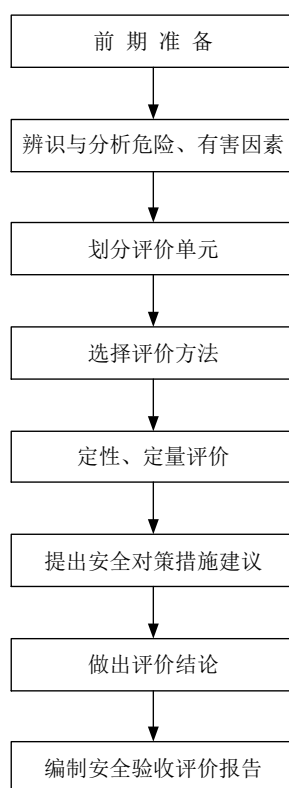 前 期 准 备
辨识与分析危险、有害因素
划分评价单元
选择评价方法
定性、定量评价
提出安全对策措施建议
做出评价结论
编制安全验收评价报告